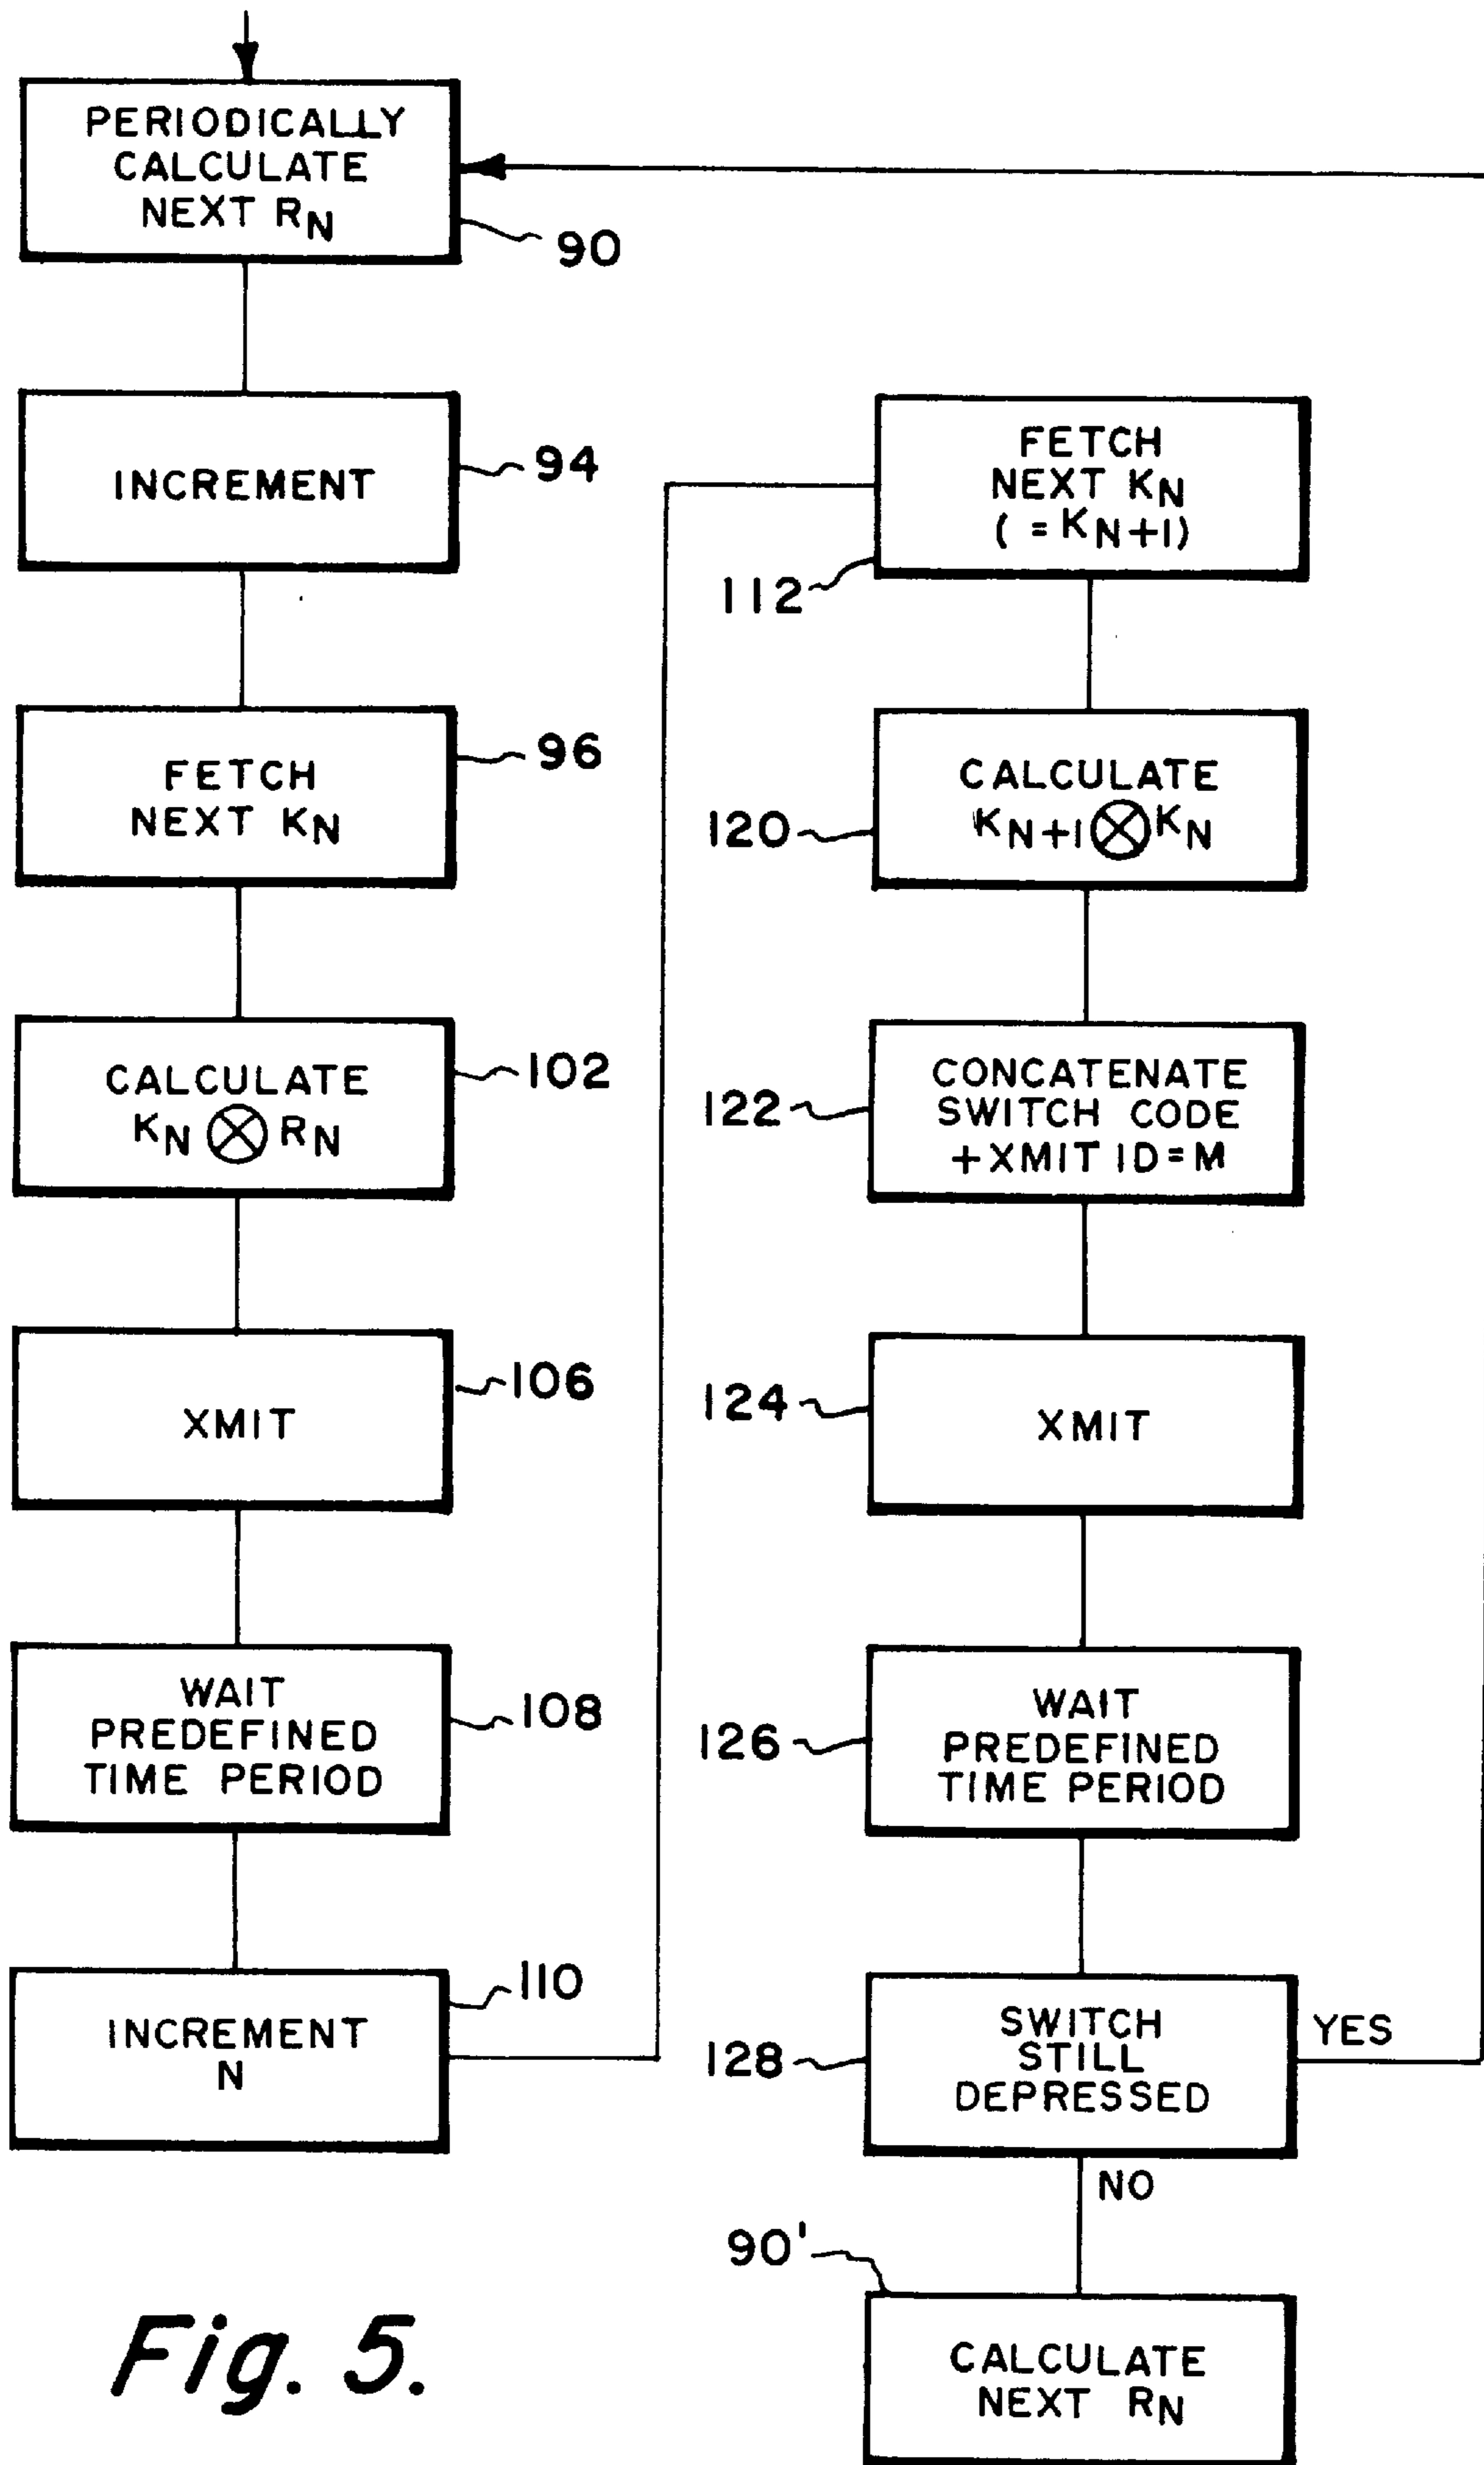 PERIODICALLY
CALCULATE
NEXT RN
90
INCREMENT
94
FETCH
NEXT KN
96
CALCULATE
KN ⊗ RN
102
XMIT
106
WAIT
PREDEFINED
TIME PERIOD
108
INCREMENT
N
110
FETCH
NEXT KN
( = KN+1)
112
CALCULATE
KN+1 ⊗ KN
120
CONCATENATE
SWITCH CODE
+XMIT ID=M
122
XMIT
124
WAIT
PREDEFINED
TIME PERIOD
126
SWITCH
STILL
DEPRESSED
128
YES
NO
90'
CALCULATE
NEXT RN
Fig. 5.